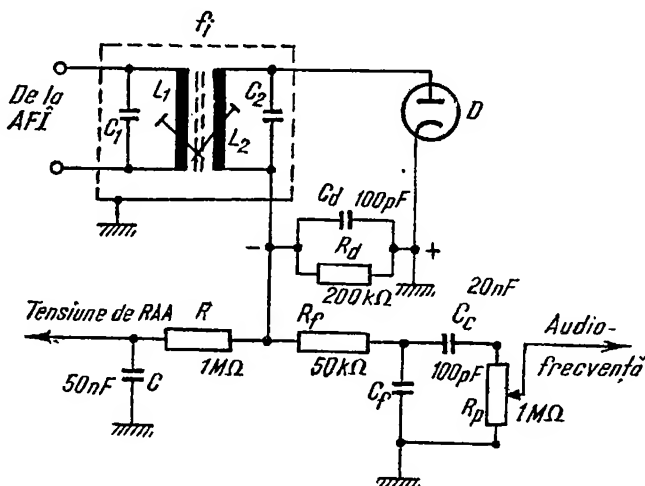 fi
De la
AFÎ
C1
L1
L2
C2
D
Cd 100pF
-
+
Rd
200kΩ
20nF
Tensiune de RAA
R
Rf
Cc
Audio-
frecvență
50nF
C
1MΩ
50kΩ
100pF
Cf
Rp
1MΩ